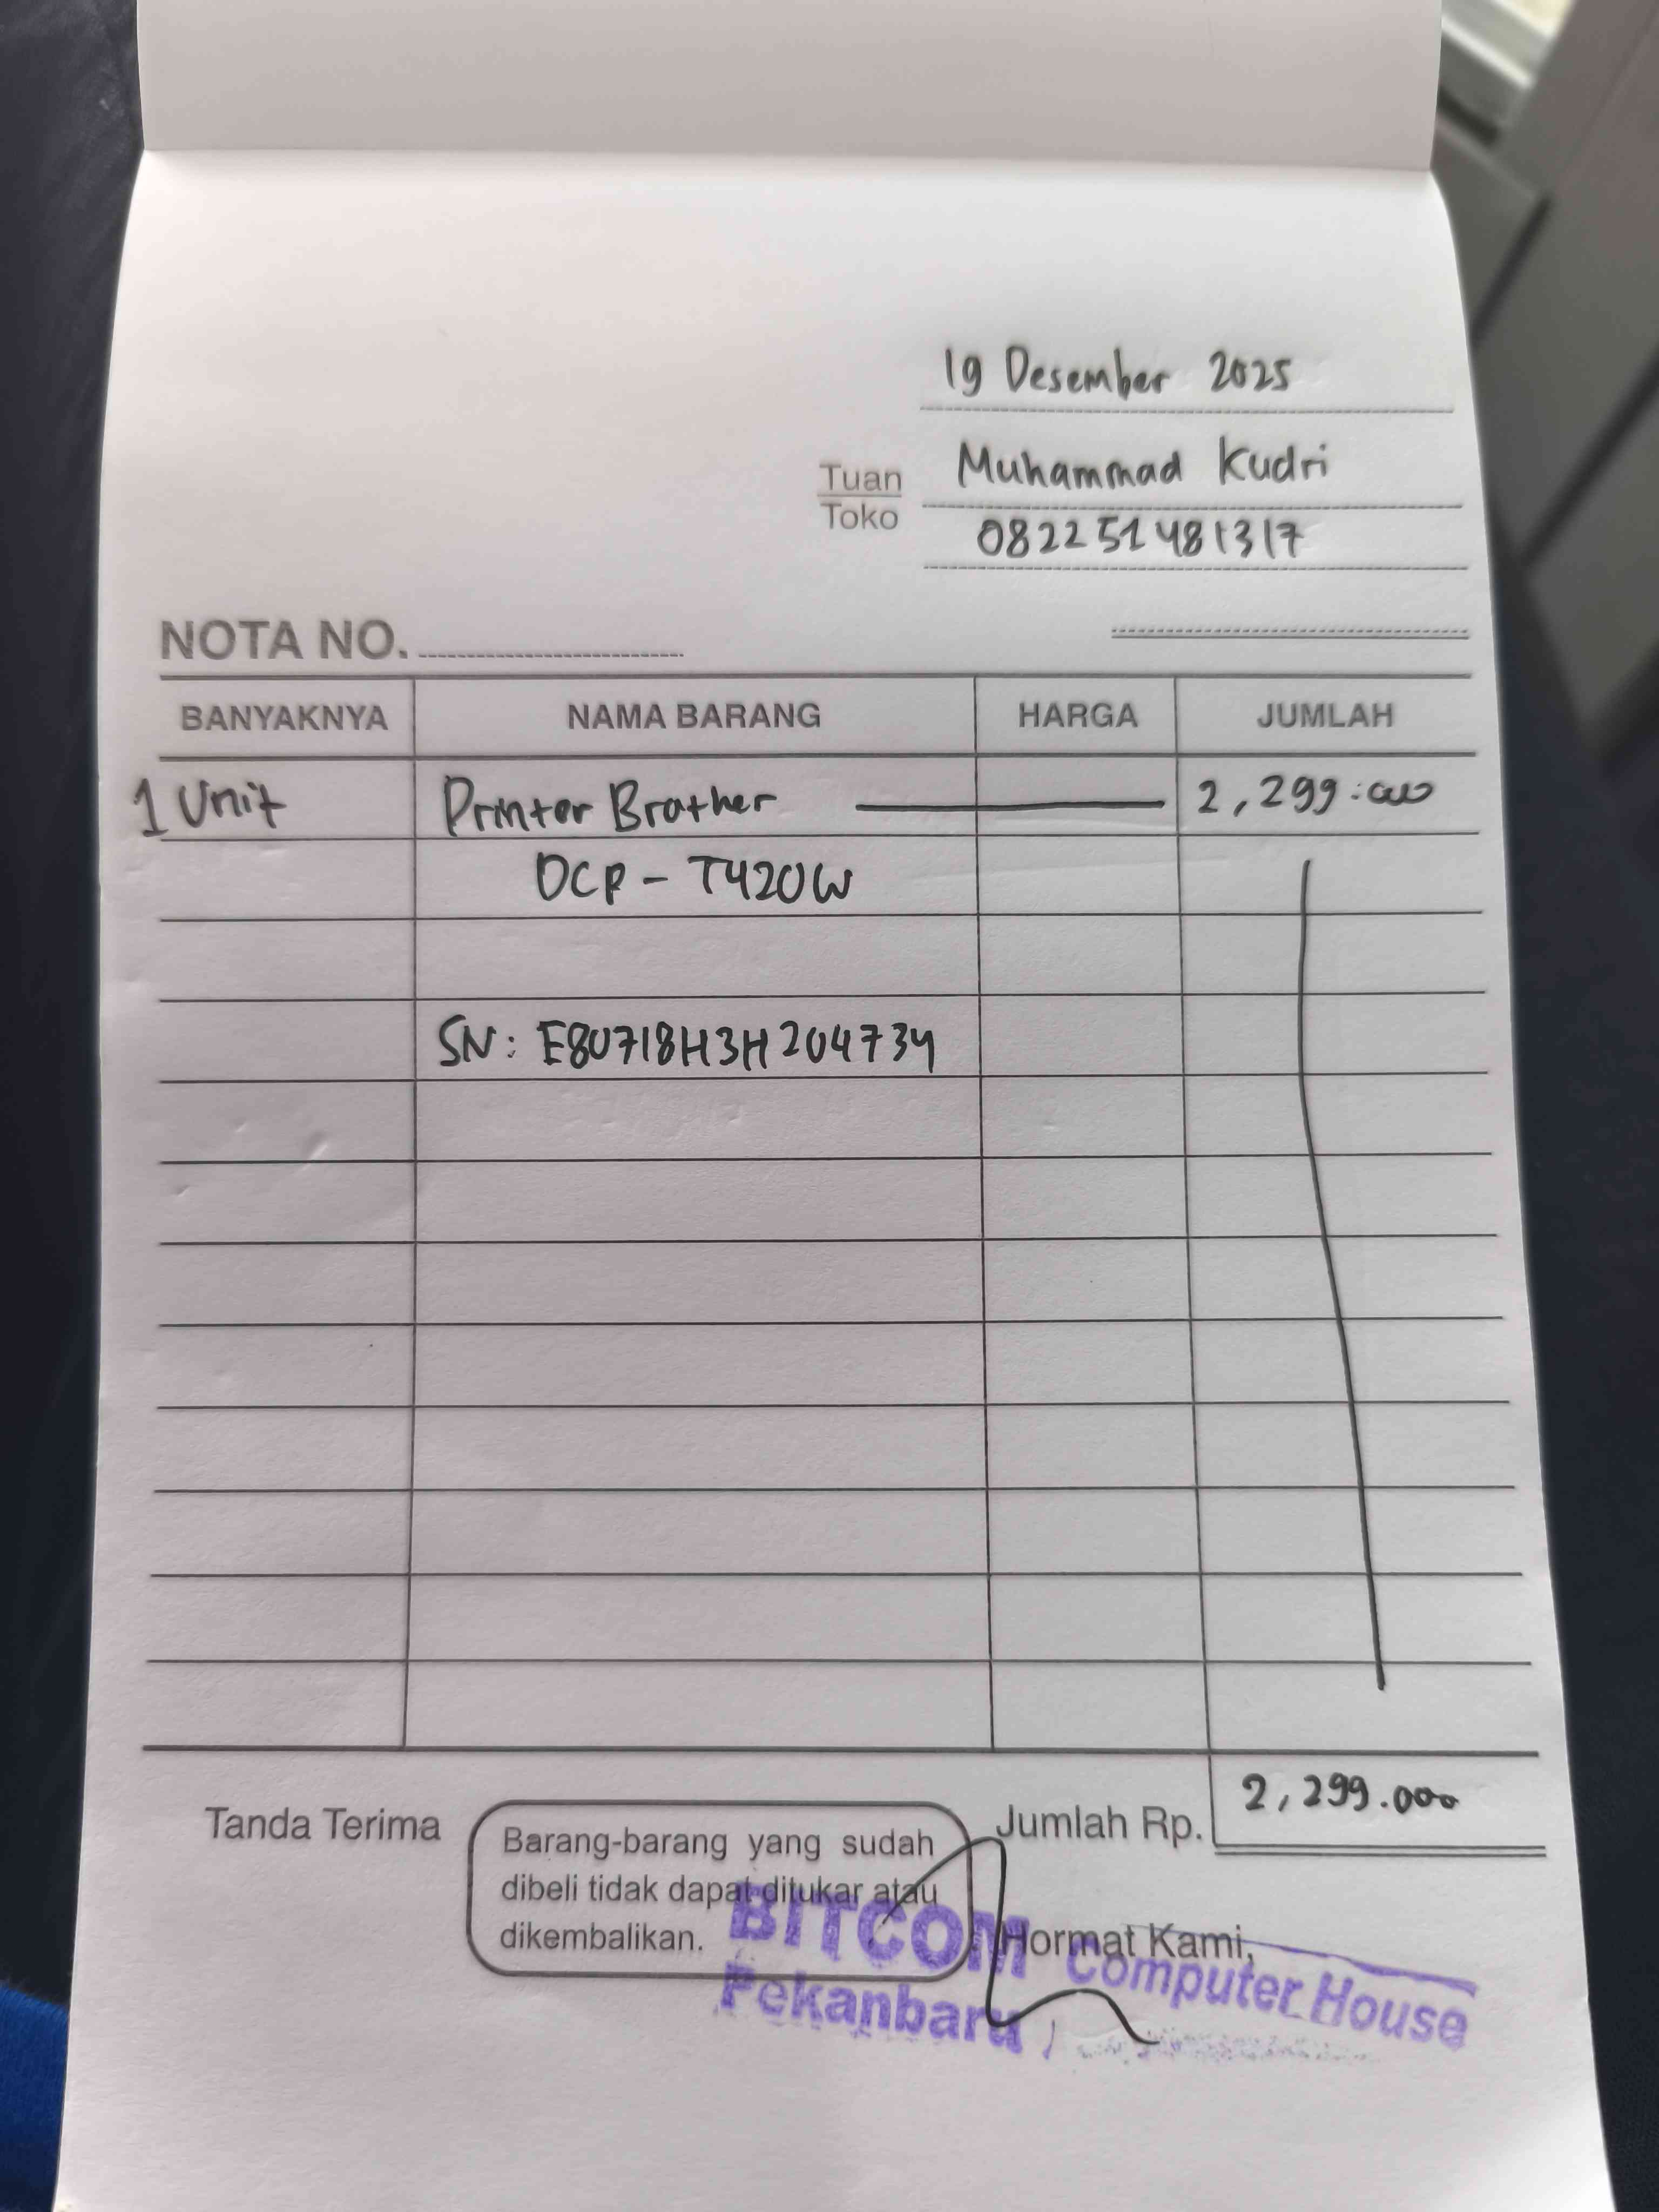 19 Desember 2025
Tuan Muhammad Kudri
Toko 082251481317
NOTA NO.
BANYAKNYA NAMA BARANG HARGA JUMLAH
1 Unit Printer Brother 2,299.000
DCP - T420W
SN: E80718H3H204734
Tanda Terima
Barang-barang yang sudah
dibeli tidak dapat ditukar atau
dikembalikan.
Jumlah Rp. 2,299.000
Hormat Kami,
BITCOM Computer House
Pekanbaru